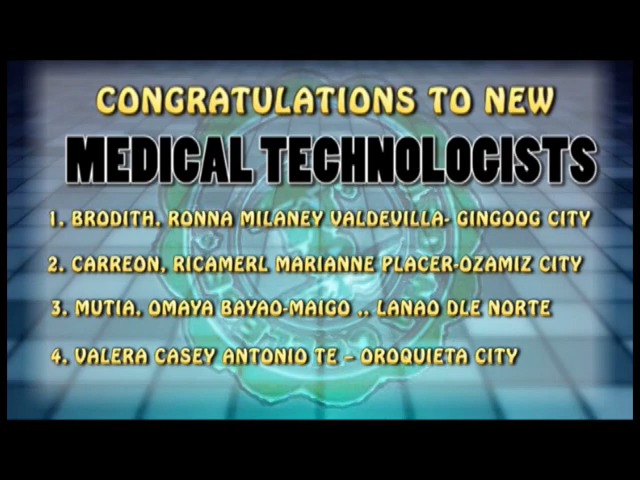 CONGRATULATIONS TO NEW
MEDICAL TECHNOLOGISTS
1. BRODITH, RONNA MILANEY VALDEVILLA- GINGOOG CITY
2. CARREON, RICAMERL MARIANNE PLACER-OZAMIZ CITY
3. MUTIA, OMAYA BAYAO-MAIGO .. LANAO DLE NORTE
4. VALERA CASEY ANTONIO TE – OROQUIETA CITY